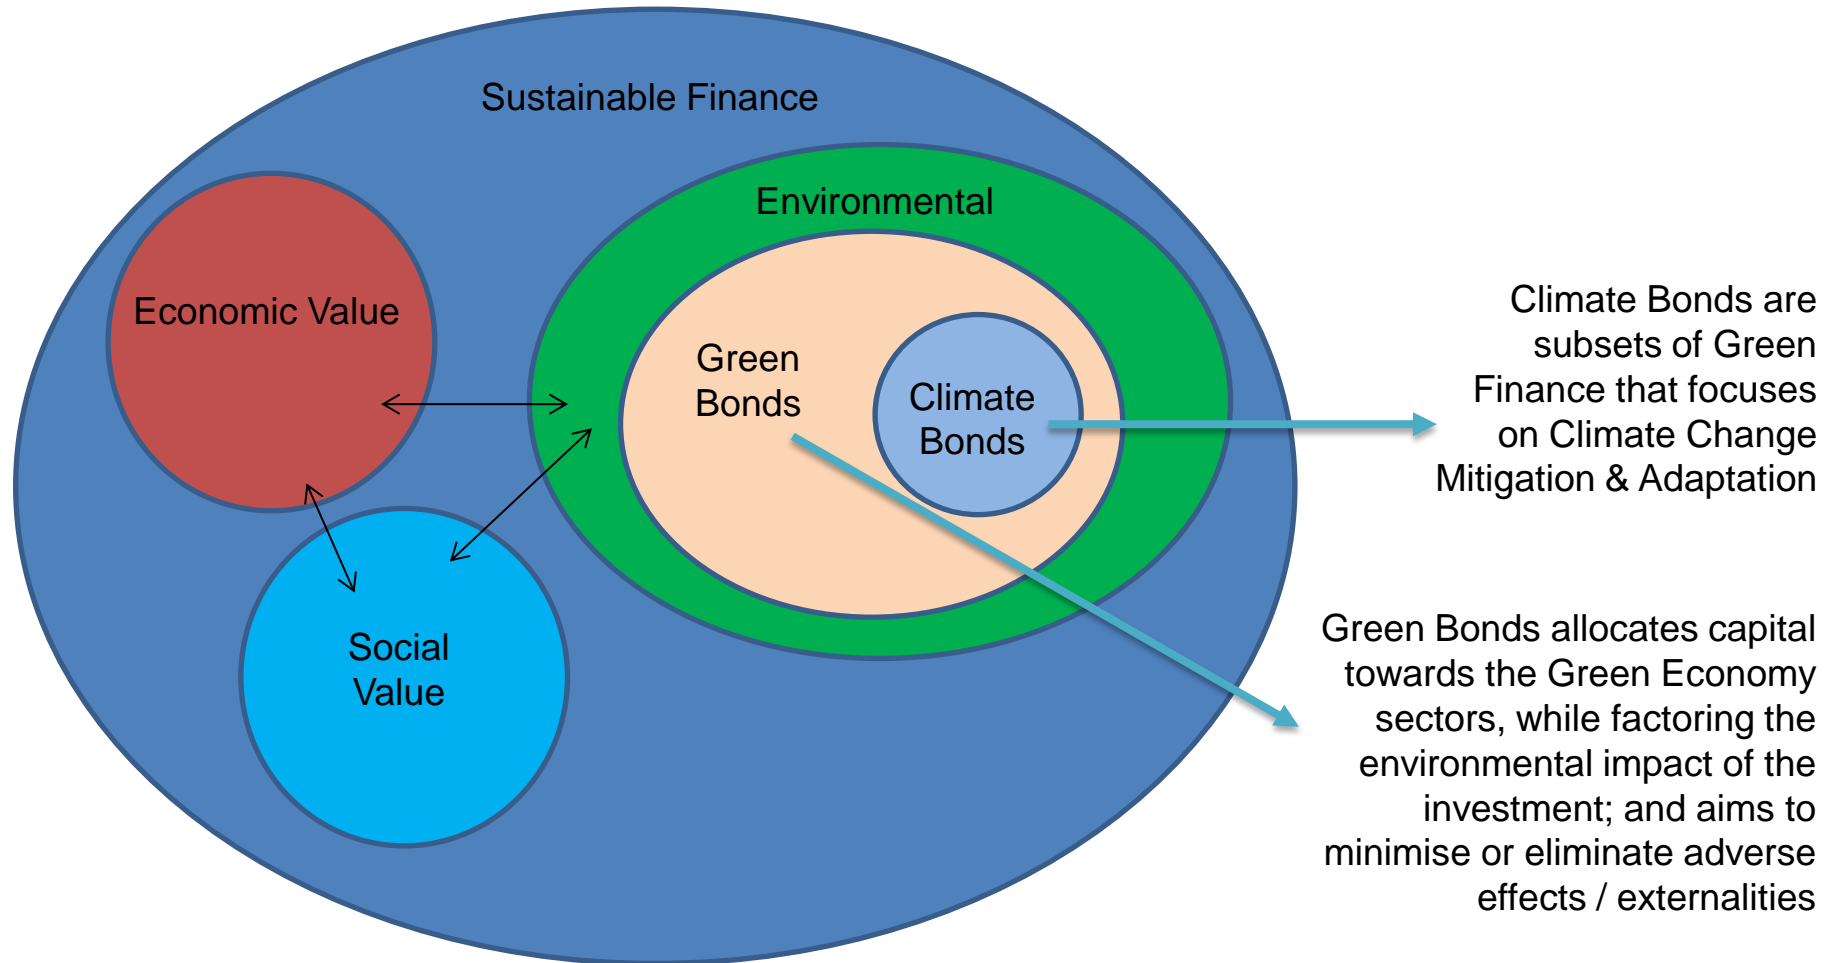 Sustainable Finance
Environmental
Economic Value
Green
Bonds
Climate
Bonds
Social
Value
Climate Bonds are
subsets of Green
Finance that focuses
on Climate Change
Mitigation & Adaptation
Green Bonds allocates capital
towards the Green Economy
sectors, while factoring the
environmental impact of the
investment; and aims to
minimise or eliminate adverse
effects / externalities